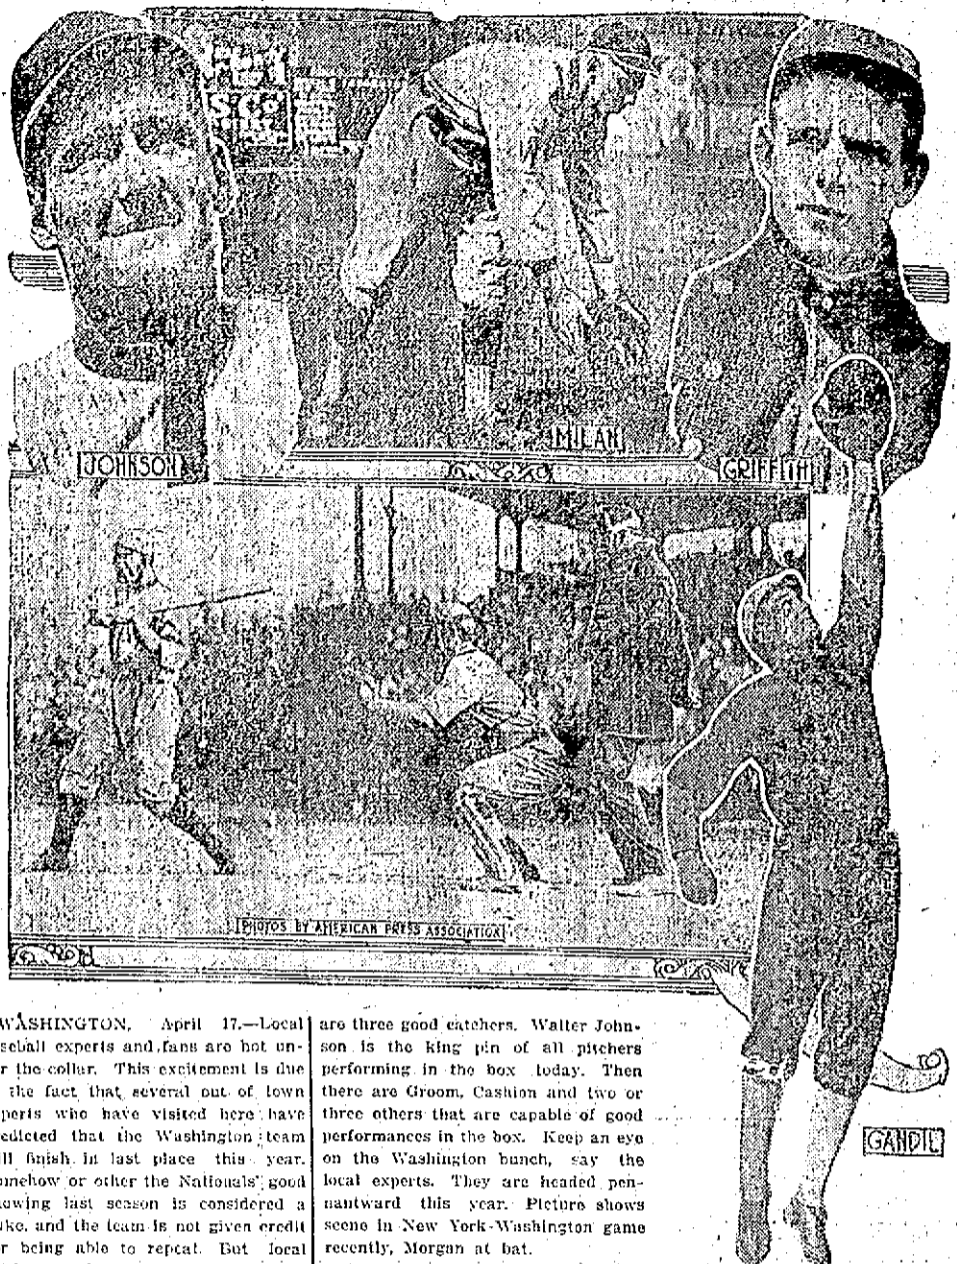 JOHNSON
MILAN
GRIFFITH
PHOTOS BY AMERICAN PRESS ASSOCIATION
GANDIL
WASHINGTON, April 17.—Local
seball experts and fans are hot un-
r the collar. This excitement is due
the fact that several out of town
perts who have visited here have
edicted that the Washington team
ll finish in last place this year.
mehow or other the Nationals' good
owing last season is considered a
uke, and the team is not given credit
r being able to repeat. But local
are three good catchers. Walter John-
son is the king pin of all pitchers
performing in the box today. Then
there are Groom, Cashion and two or
three others that are capable of good
performances in the box. Keep an eye
on the Washington bunch, say the
local experts. They are headed pen-
nantward this year. Picture shows
scene in New York-Washington game
recently, Morgan at bat.